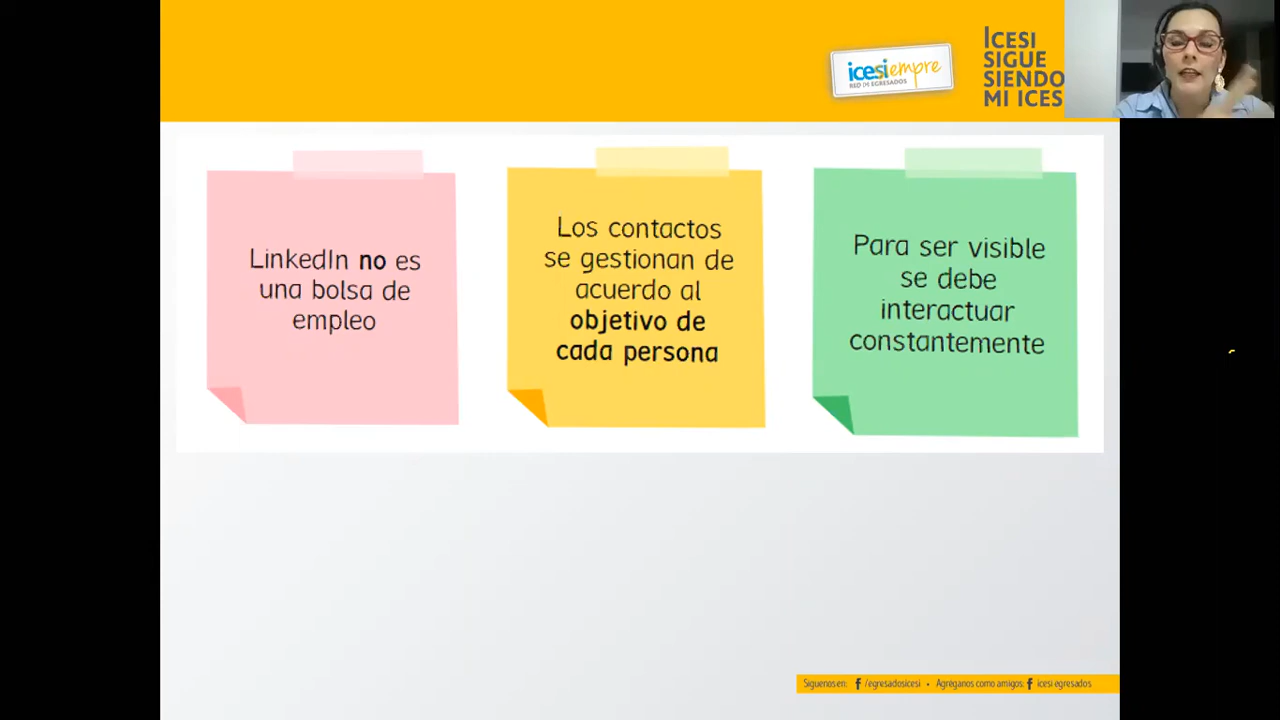 icesiempre
RED DE EGRESADOS
ICESI
SIGUE
SIENDO
MI ICES
LinkedIn no es
una bolsa de
empleo
Los contactos
se gestionan de
acuerdo al
objetivo de
cada persona
Para ser visible
se debe
interactuar
constantemente
Síguenos en: f /egresadosicesi • Agréganos como amigos: f icesi egresados